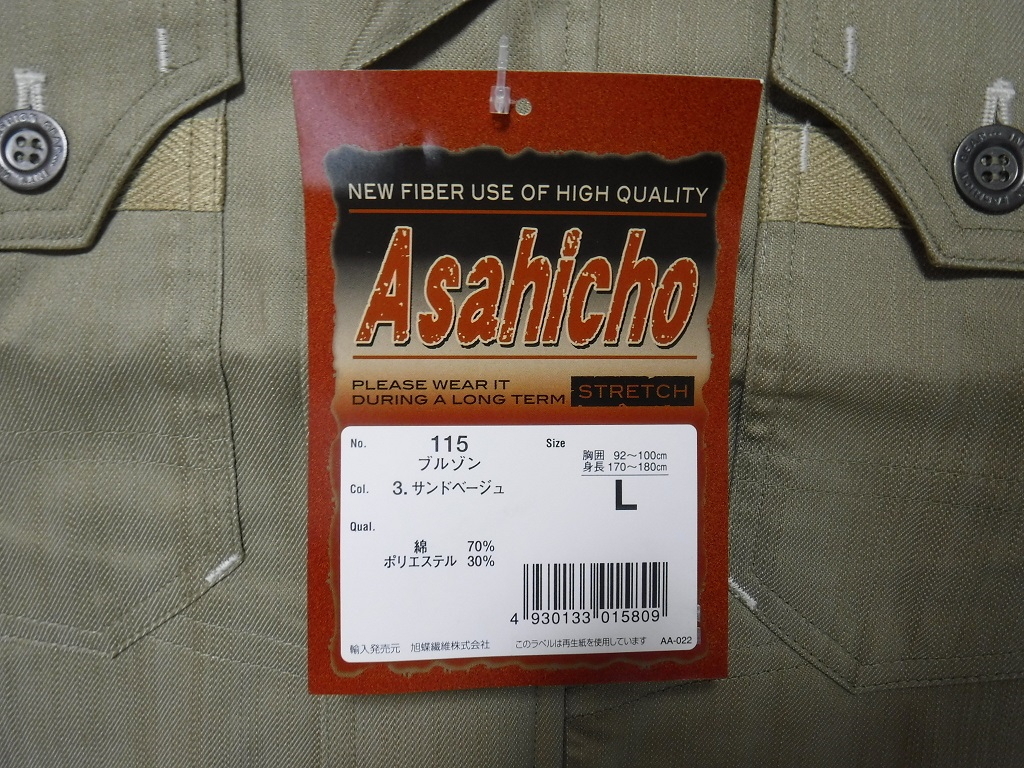 NEW FIBER USE OF HIGH QUALITY
Asahicho
PLEASE WEAR IT
DURING A LONG TERM STRETCH
No. 115
ブルゾン
Size
胸囲 92～100㎝
身長 170～180㎝
L
Col. 3. サンドベージュ
Qual.
綿 70%
ポリエステル 30%
4 930133 015809
輸入発売元 旭蝶繊維株式会社 このラベルは再生紙を使用しています AA-022